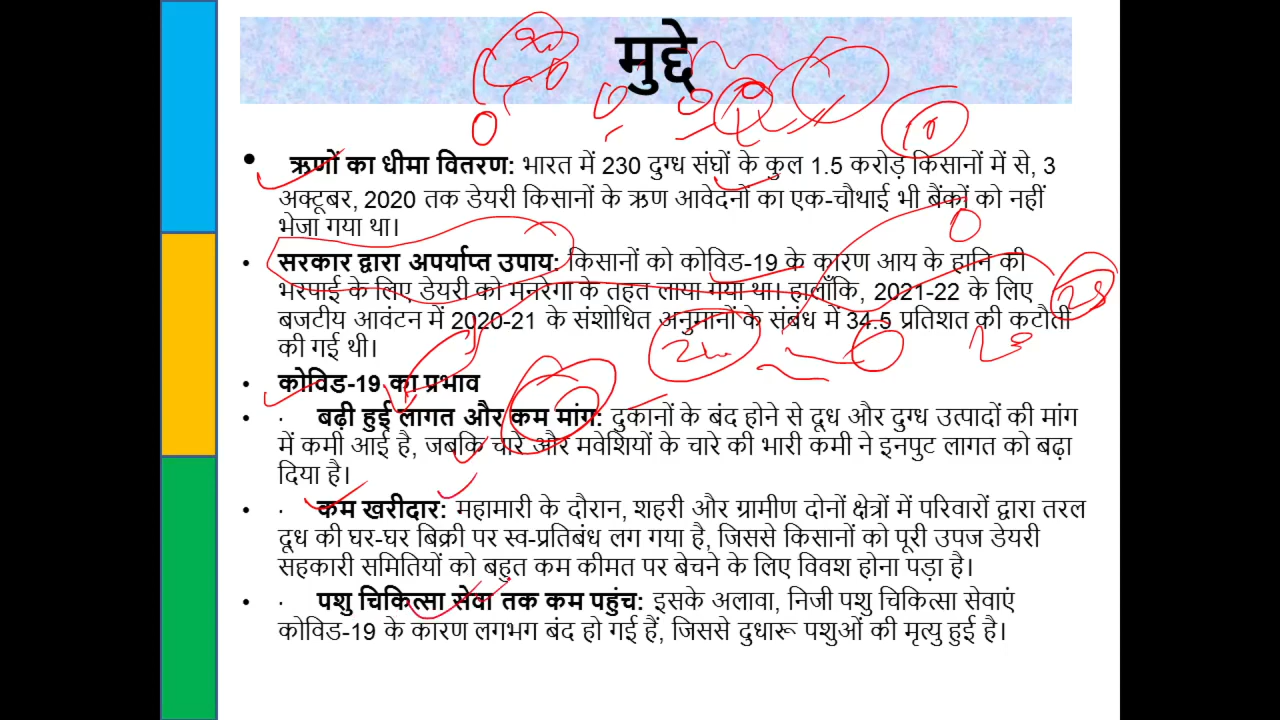 मुद्दे
• ऋणों का धीमा वितरण: भारत में 230 दुग्ध संघों के कुल 1.5 करोड़ किसानों में से, 3
अक्टूबर, 2020 तक डेयरी किसानों के ऋण आवेदनों का एक-चौथाई भी बैंकों को नहीं
भेजा गया था।
• सरकार द्वारा अपर्याप्त उपाय: किसानों को कोविड-19 के कारण आय के हानि की
भरपाई के लिए डेयरी को मनरेगा के तहत लाया गया था। हालाँकि, 2021-22 के लिए
बजटीय आवंटन में 2020-21 के संशोधित अनुमानों के संबंध में 34.5 प्रतिशत की कटौती
की गई थी।
• कोविड-19 का प्रभाव
• · बढ़ी हुई लागत और कम मांग: दुकानों के बंद होने से दूध और दुग्ध उत्पादों की मांग
में कमी आई है, जबकि चारे और मवेशियों के चारे की भारी कमी ने इनपुट लागत को बढ़ा
दिया है।
• · कम खरीदार: महामारी के दौरान, शहरी और ग्रामीण दोनों क्षेत्रों में परिवारों द्वारा तरल
दूध की घर-घर बिक्री पर स्व-प्रतिबंध लग गया है, जिससे किसानों को पूरी उपज डेयरी
सहकारी समितियों को बहुत कम कीमत पर बेचने के लिए विवश होना पड़ा है।
• · पशु चिकित्सा सेवा तक कम पहुंच: इसके अलावा, निजी पशु चिकित्सा सेवाएं
कोविड-19 के कारण लगभग बंद हो गई हैं, जिससे दुधारू पशुओं की मृत्यु हुई है।